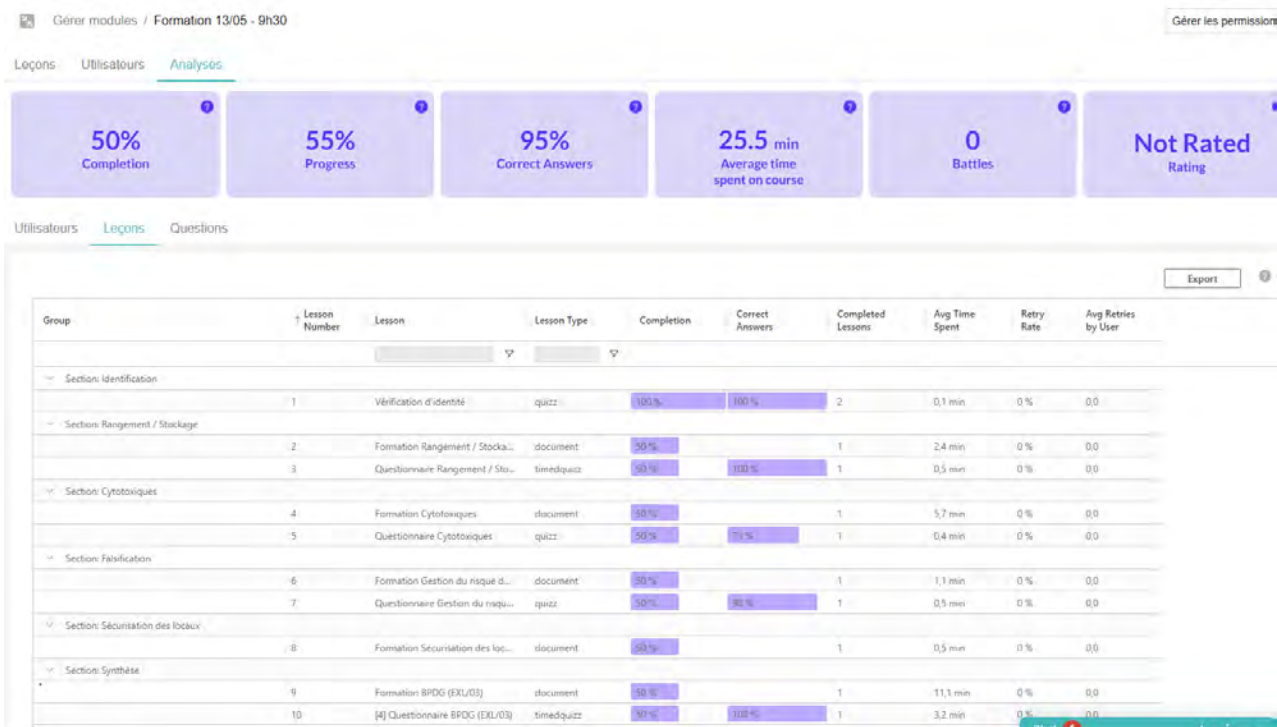 Gérer modules / Formation 13/05 - 9h30
Gérer les permission
Leçons Utilisateurs Analyses
50% 55% 95% 25.5 min 0 Not Rated
Completion Progress Correct Answers Average time Battles Rating
spent on course
Utilisateurs Leçons Questions
Export
Group Lesson Number Lesson Lesson Type Completion Correct Answers Completed Lessons Avg Time Spent Retry Rate Avg Retries by User
Section: Identification
1 Vérification d'identité quizz 100 % 100 % 2 0,1 min 0 % 0,0
Section: Rangement / Stockage
2 Formation Rangement / Stocka... document 50 % 1 2,4 min 0 % 0,0
3 Questionnaire Rangement / Sto... timedquizz 50 % 100 % 1 0,5 min 0 % 0,0
Section: Cytotoxiques
4 Formation Cytotoxiques document 50 % 1 5,7 min 0 % 0,0
5 Questionnaire Cytotoxiques quizz 50 % 1 0,4 min 0 % 0,0
Section: Falsification
6 Formation Gestion du risque d... document 50 % 1 1,1 min 0 % 0,0
7 Questionnaire Gestion du risqu... quizz 50 % 1 0,5 min 0 % 0,0
Section: Sécurisation des locaux
8 Formation Sécurisation des loc... document 50 % 1 0,5 min 0 % 0,0
Section: Synthèse
9 Formation BPDG (EXL/03) document 50 % 1 11,1 min 0 % 0,0
10 [4] Questionnaire BPDG (EXL/03) timedquizz 50 % 100 % 1 3,2 min 0 % 0,0